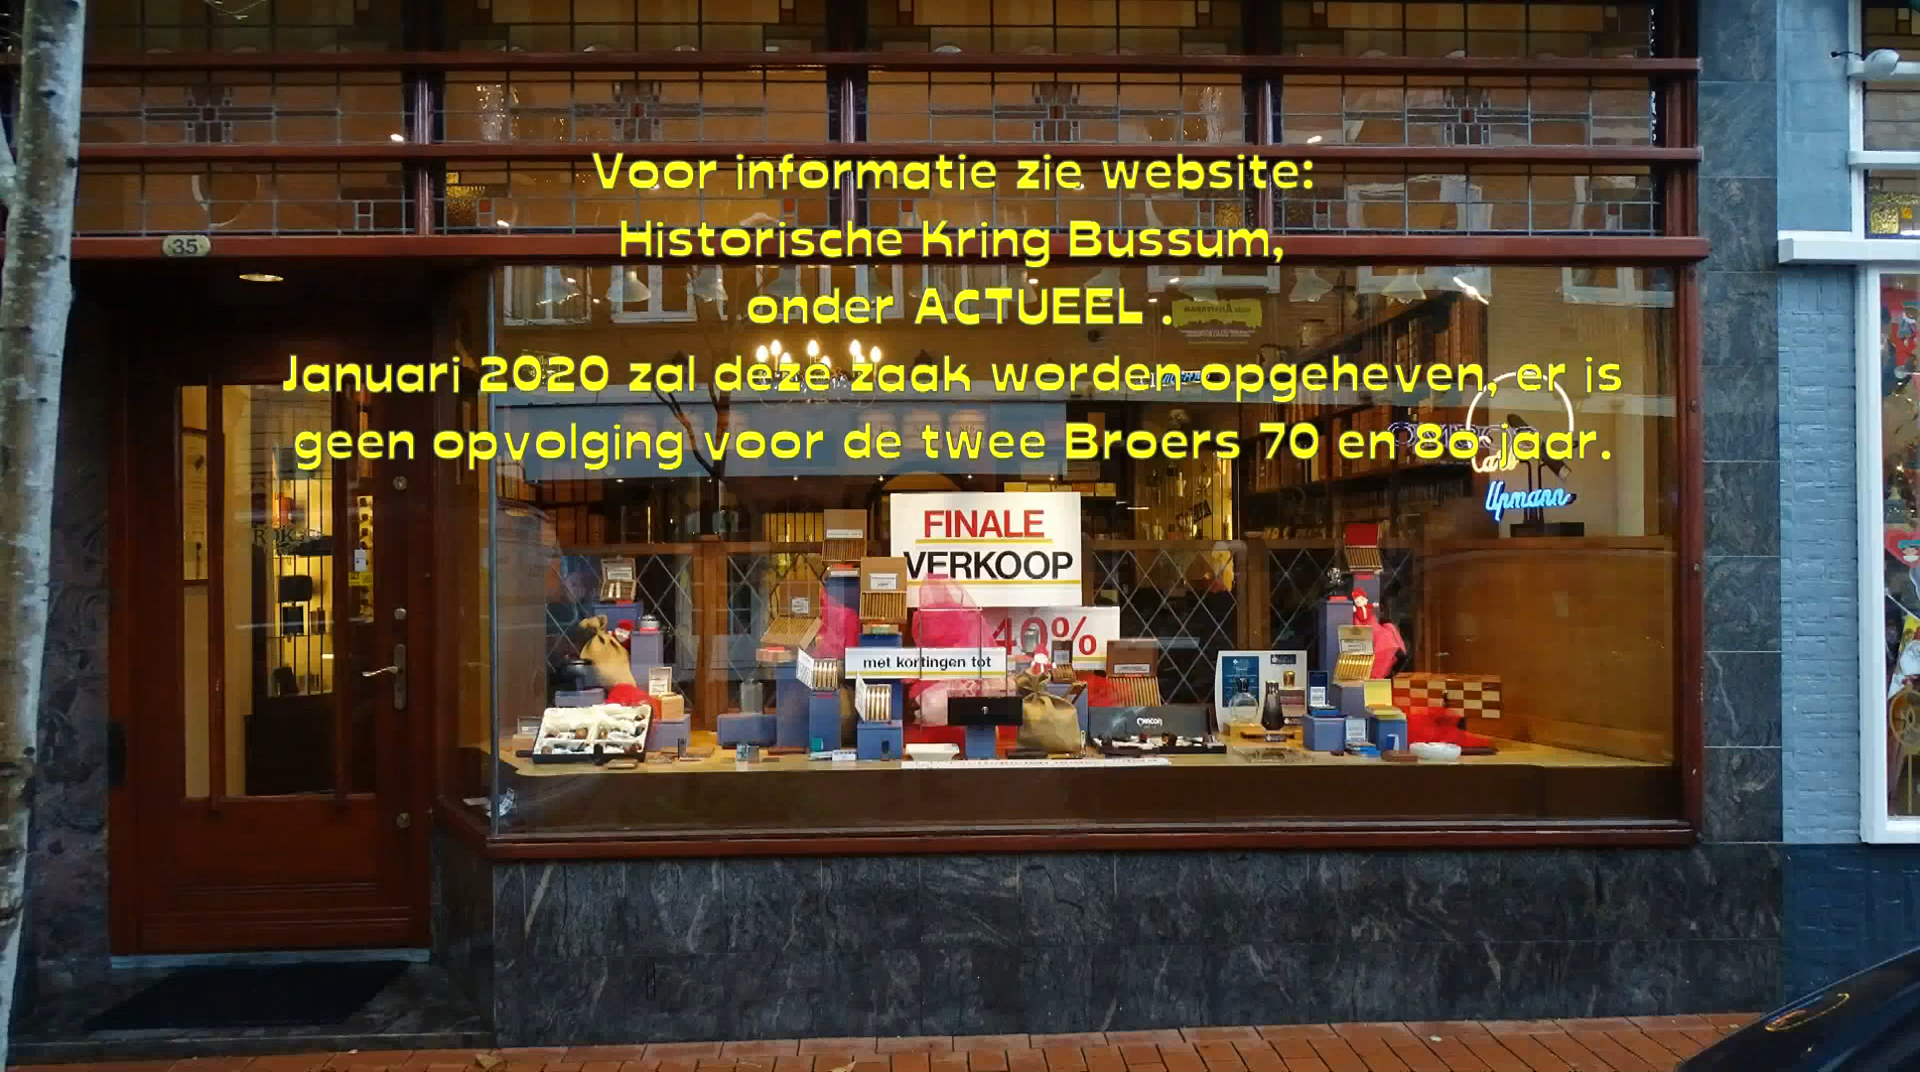 Voor informatie zie website:
Historische Kring Bussum,
onder ACTUEEL .
Januari 2020 zal deze zaak worden opgeheven, er is
geen opvolging voor de twee Broers 70 en 80 jaar.
35
Upmann
FINALE
VERKOOP
40%
met kortingen tot